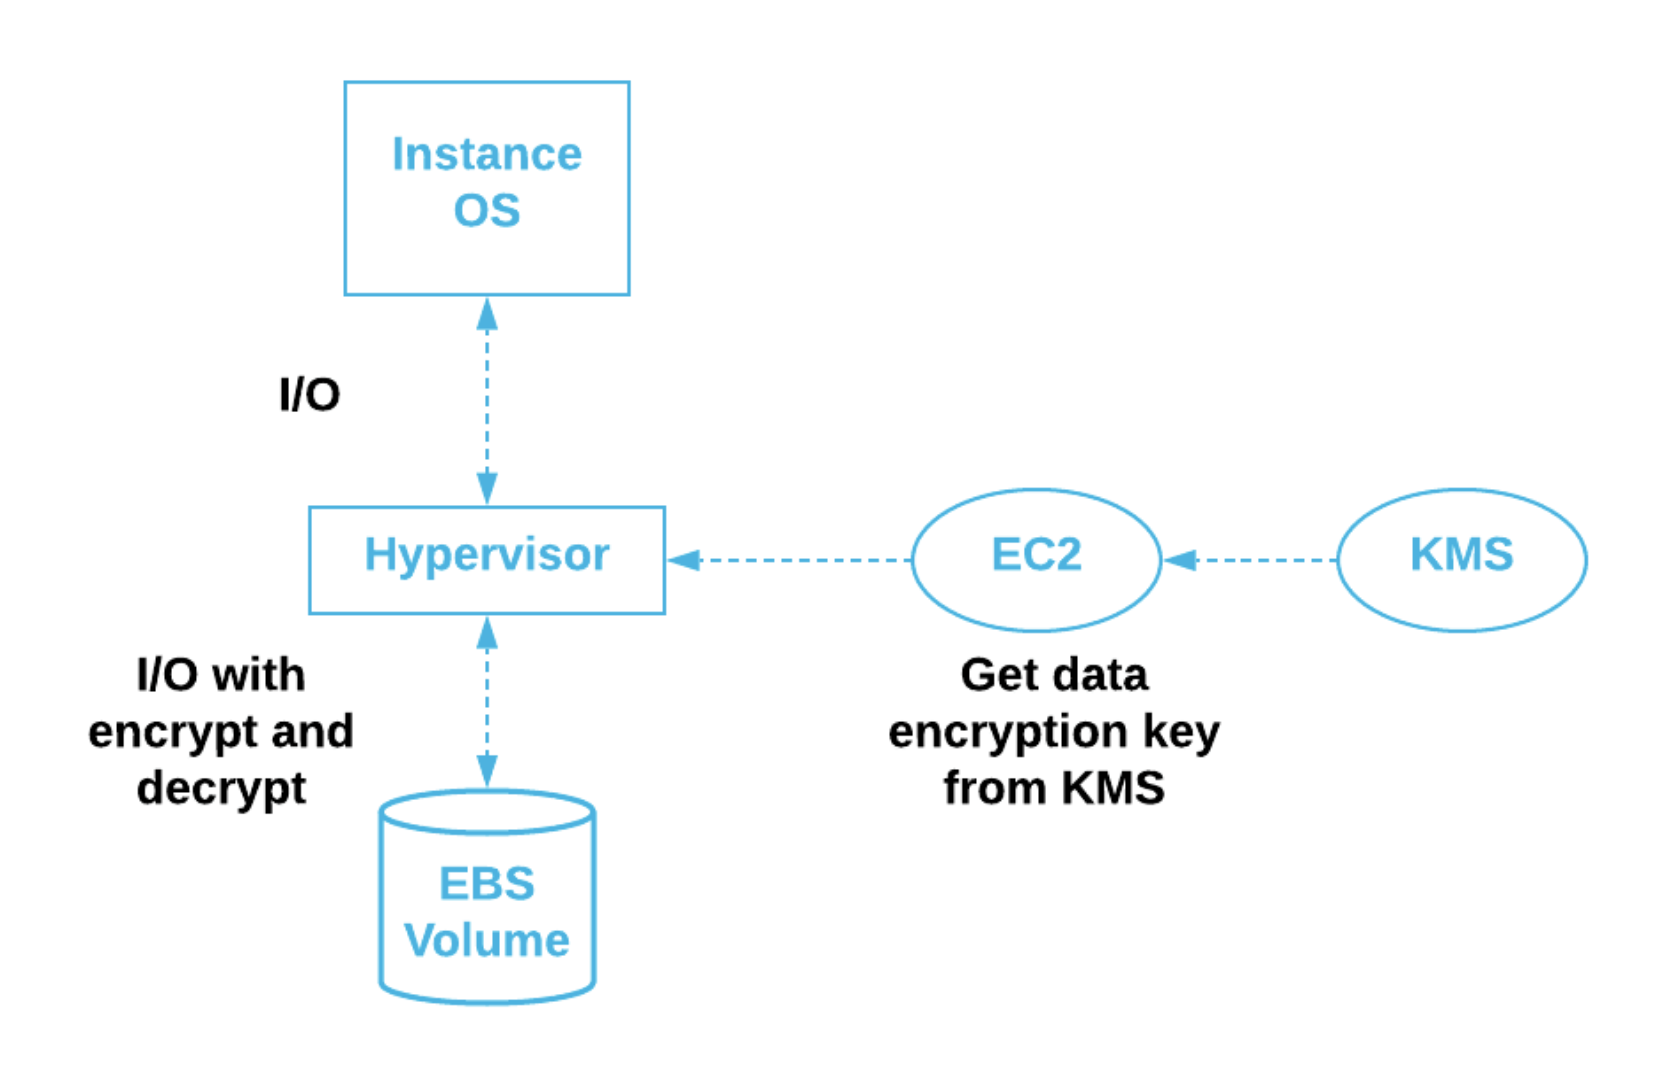 Instance
OS
I/O
Hypervisor
EC2
KMS
I/O with
encrypt and
decrypt
Get data
encryption key
from KMS
EBS
Volume